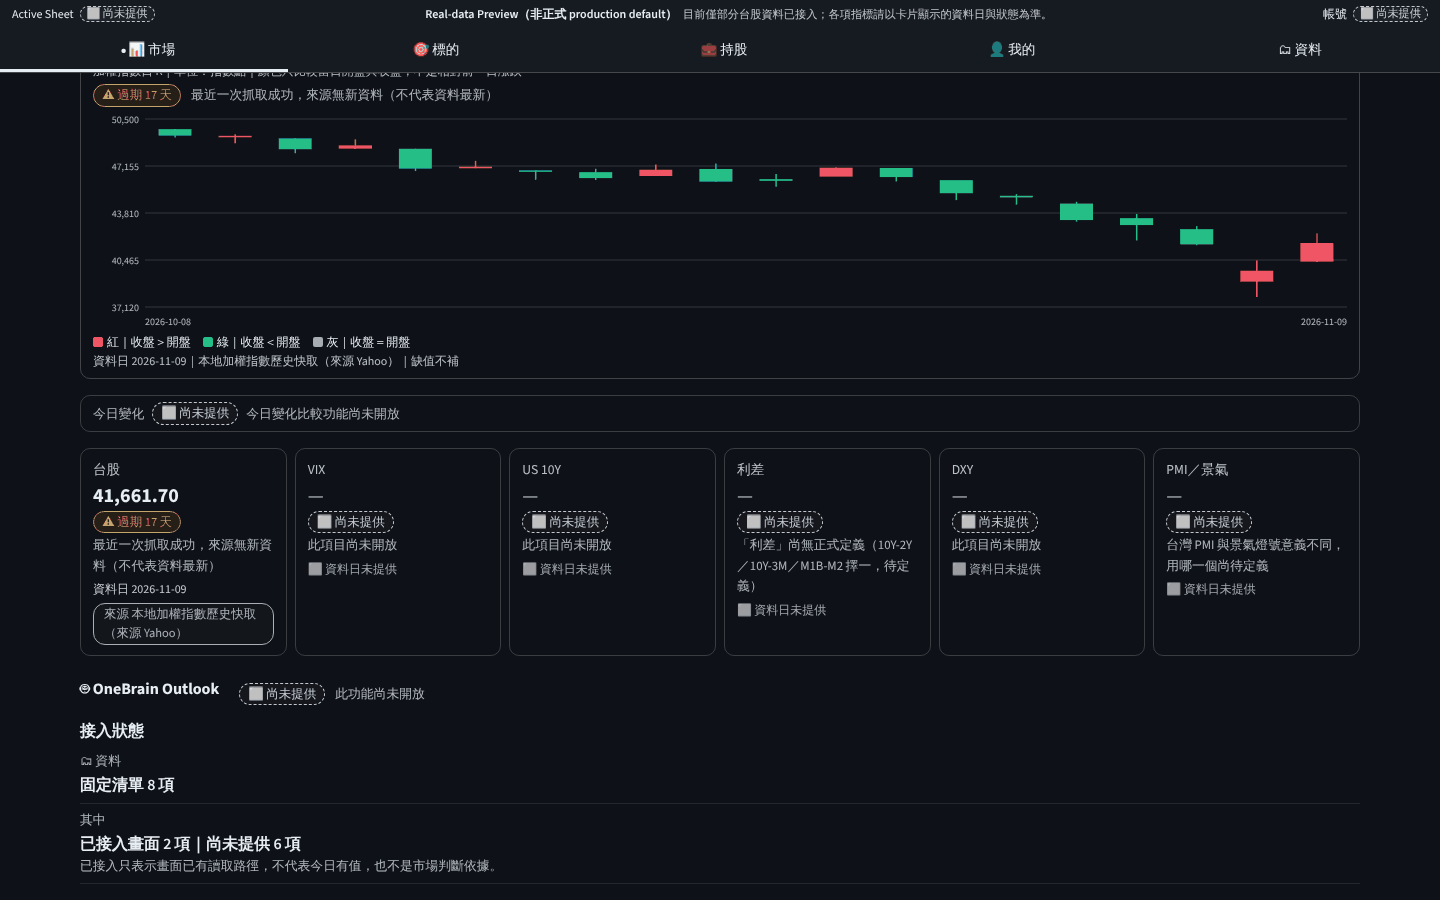 Active Sheet ⬜ 尚未提供
Real-data Preview（非正式 production default） 目前僅部分台股資料已接入；各項指標請以卡片顯示的資料日與狀態為準。
帳號 ⬜ 尚未提供
📊 市場
🎯 標的
💼 持股
👤 我的
🗂 資料
⚠ 過期 17 天 最近一次抓取成功，來源無新資料（不代表資料最新）
50,500
47,155
43,810
40,465
37,120
2026-10-08
2026-11-09
紅｜收盤＞開盤 綠｜收盤＜開盤 灰｜收盤＝開盤
資料日 2026-11-09｜本地加權指數歷史快取（來源 Yahoo）｜缺值不補
今日變化 ⬜ 尚未提供 今日變化比較功能尚未開放
台股
41,661.70
⚠ 過期 17 天
最近一次抓取成功，來源無新資
料（不代表資料最新）
資料日 2026-11-09
來源 本地加權指數歷史快取
（來源 Yahoo）
VIX
—
⬜ 尚未提供
此項目尚未開放
⬜ 資料日未提供
US 10Y
—
⬜ 尚未提供
此項目尚未開放
⬜ 資料日未提供
利差
—
⬜ 尚未提供
「利差」尚無正式定義（10Y-2Y
／10Y-3M／M1B-M2 擇一，待定
義）
⬜ 資料日未提供
DXY
—
⬜ 尚未提供
此項目尚未開放
⬜ 資料日未提供
PMI／景氣
—
⬜ 尚未提供
台灣 PMI 與景氣燈號意義不同，
用哪一個尚待定義
⬜ 資料日未提供
OneBrain Outlook ⬜ 尚未提供 此功能尚未開放
接入狀態
🗂 資料
固定清單 8 項
其中
已接入畫面 2 項｜尚未提供 6 項
已接入只表示畫面已有讀取路徑，不代表今日有值，也不是市場判斷依據。